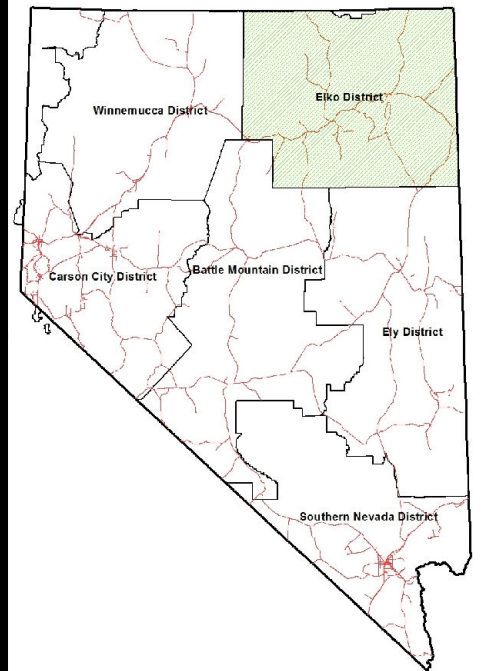 Elko District
Winnemucca District
Battle Mountain District
Carson City District
Ely District
Southern Nevada District